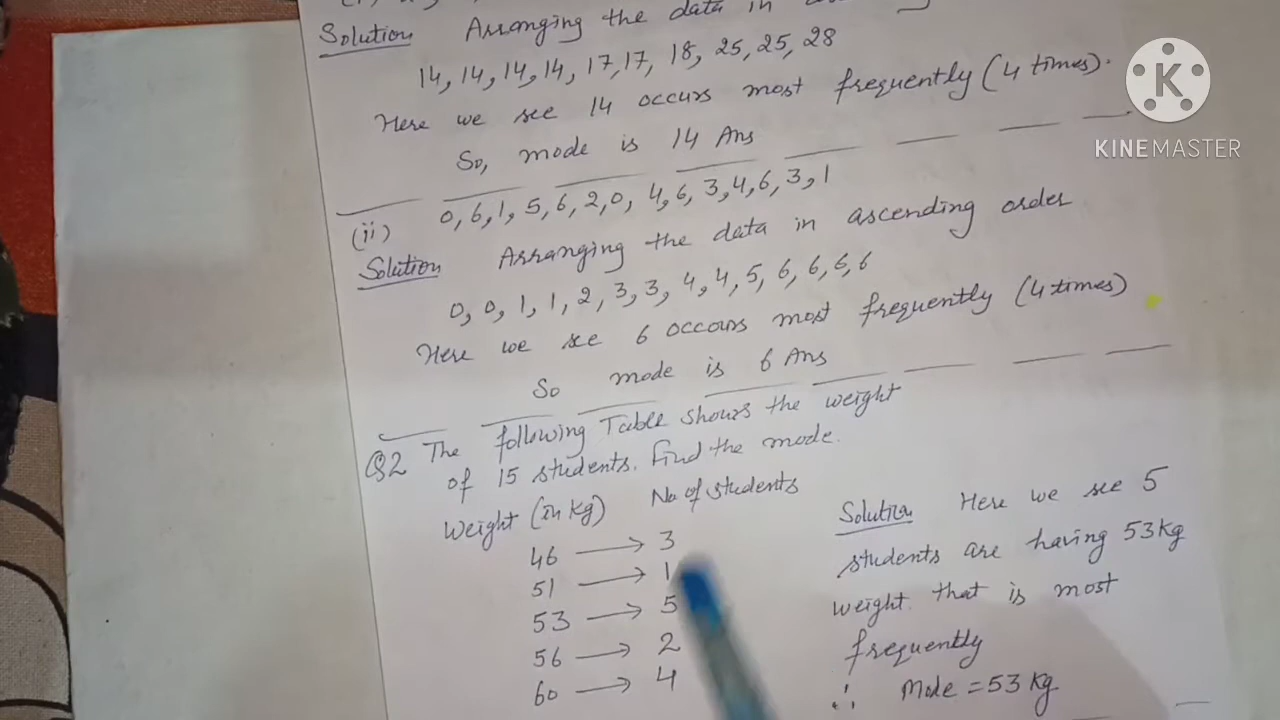 Solution Arranging the data in
14, 14, 14, 14, 17, 17, 18, 25, 25, 28
Here we see 14 occurs most frequently (4 times).
So, mode is 14 Ans
(ii) 0, 6, 1, 5, 6, 2, 0, 4, 6, 3, 4, 6, 3, 1
Solution Arranging the data in ascending order
0, 0, 1, 1, 2, 3, 3, 4, 4, 5, 6, 6, 6, 6
Here we see 6 occours most frequently (4 times)
So mode is 6 Ans
Q2 The following Table shows the weight
of 15 students. Find the mode.
Weight (in Kg) No of students
46 → 3
51 → 1
53 → 5
56 → 2
60 → 4
Solution Here we see 5
students are having 53 Kg
weight that is most
frequently
∴ Mode = 53 Kg
K
KINEMASTER